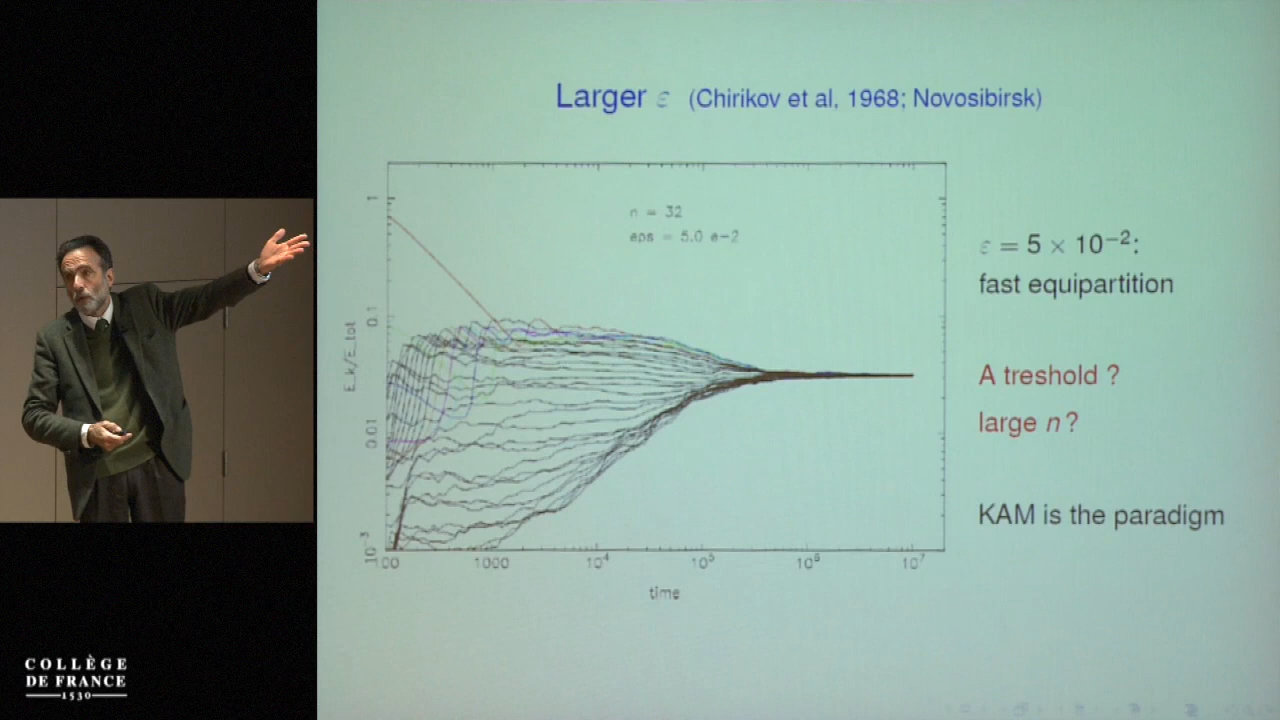 Larger ε (Chirikov et al, 1968; Novosibirsk)
n = 32
eps = 5.0 e-2
E_k/E_tot
1
0.1
0.01
10⁻³
100
1000
10⁴
10⁵
10⁶
10⁷
time
ε = 5 × 10⁻²:
fast equipartition
A treshold ?
large n ?
KAM is the paradigm
COLLÈGE
DE FRANCE
1530